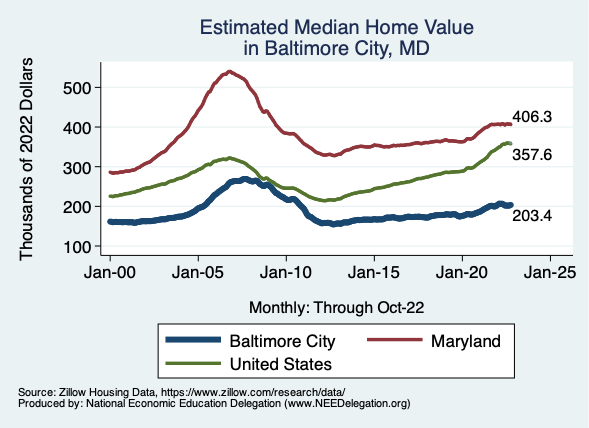 Estimated Median Home Value
in Baltimore City, MD
Thousands of 2022 Dollars
500
400
300
200
100
406.3
357.6
203.4
Jan-00 Jan-05 Jan-10 Jan-15 Jan-20 Jan-25
Monthly: Through Oct-22
Baltimore City Maryland
United States
Source: Zillow Housing Data, https://www.zillow.com/research/data/
Produced by: National Economic Education Delegation (www.NEEDelegation.org)